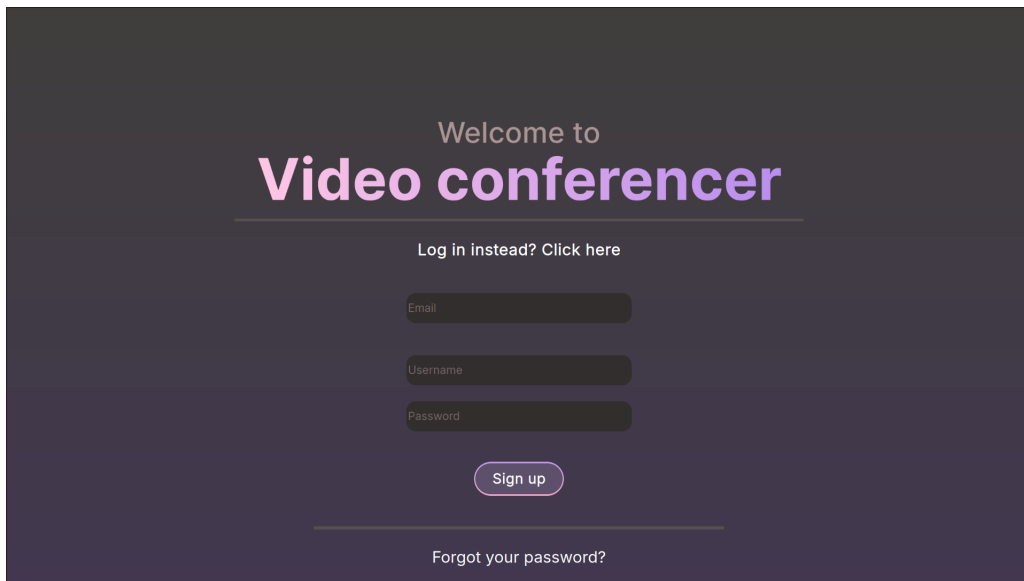 Welcome to
Video conferencer
Log in instead? Click here
Email
Username
Password
Sign up
Forgot your password?